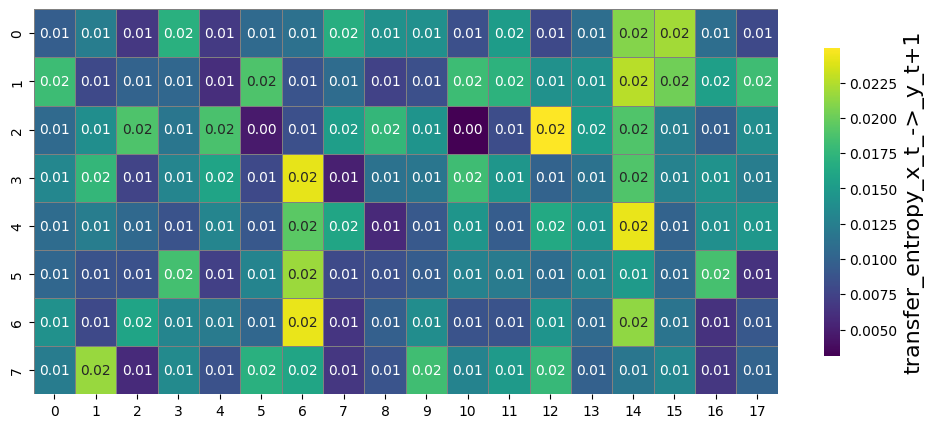 0 0.01 0.01 0.01 0.02 0.01 0.01 0.01 0.02 0.01 0.01 0.01 0.02 0.01 0.01 0.02 0.02 0.01 0.01
1 0.02 0.01 0.01 0.01 0.01 0.02 0.01 0.01 0.01 0.01 0.02 0.02 0.01 0.01 0.02 0.02 0.02 0.02
2 0.01 0.01 0.02 0.01 0.02 0.00 0.01 0.02 0.02 0.01 0.00 0.01 0.02 0.02 0.02 0.01 0.01 0.01
3 0.01 0.02 0.01 0.01 0.02 0.01 0.02 0.01 0.01 0.01 0.02 0.01 0.01 0.01 0.02 0.01 0.01 0.01
4 0.01 0.01 0.01 0.01 0.01 0.01 0.02 0.02 0.01 0.01 0.01 0.01 0.02 0.01 0.02 0.01 0.01 0.01
5 0.01 0.01 0.01 0.02 0.01 0.01 0.02 0.01 0.01 0.01 0.01 0.01 0.01 0.01 0.01 0.01 0.02 0.01
6 0.01 0.01 0.02 0.01 0.01 0.01 0.02 0.01 0.01 0.01 0.01 0.01 0.01 0.01 0.02 0.01 0.01 0.01
7 0.01 0.02 0.01 0.01 0.01 0.02 0.02 0.01 0.01 0.02 0.01 0.01 0.02 0.01 0.01 0.01 0.01 0.01
0 1 2 3 4 5 6 7 8 9 10 11 12 13 14 15 16 17
0.0225
0.0200
0.0175
0.0150
0.0125
0.0100
0.0075
0.0050
transfer_entropy_x_t_->_y_t+1